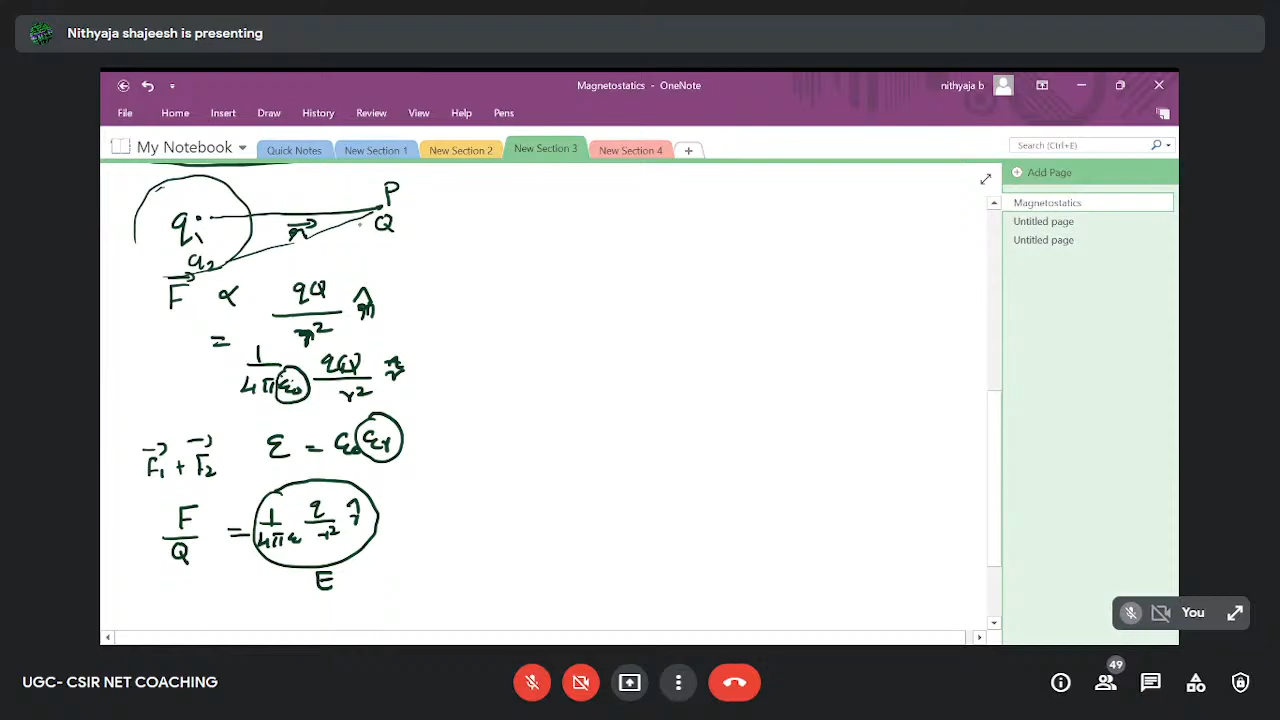 Nithyaja shajeesh is presenting
Magnetostatics - OneNote
nithyaja b
File Home Insert Draw History Review View Help Pens
My Notebook
Quick Notes
New Section 1
New Section 2
New Section 3
New Section 4
Search (Ctrl+E)
Add Page
Magnetostatics
Untitled page
Untitled page
P
q₁
r⃗
Q
q₂
F⃗ ∝ qQ/r² r̂
= 1/4πε₀ qQ/r² r̂
F⃗₁ + F⃗₂
ε = ε₀εr
F/Q = 1/4πε q/r² r̂
E
You
UGC- CSIR NET COACHING
49